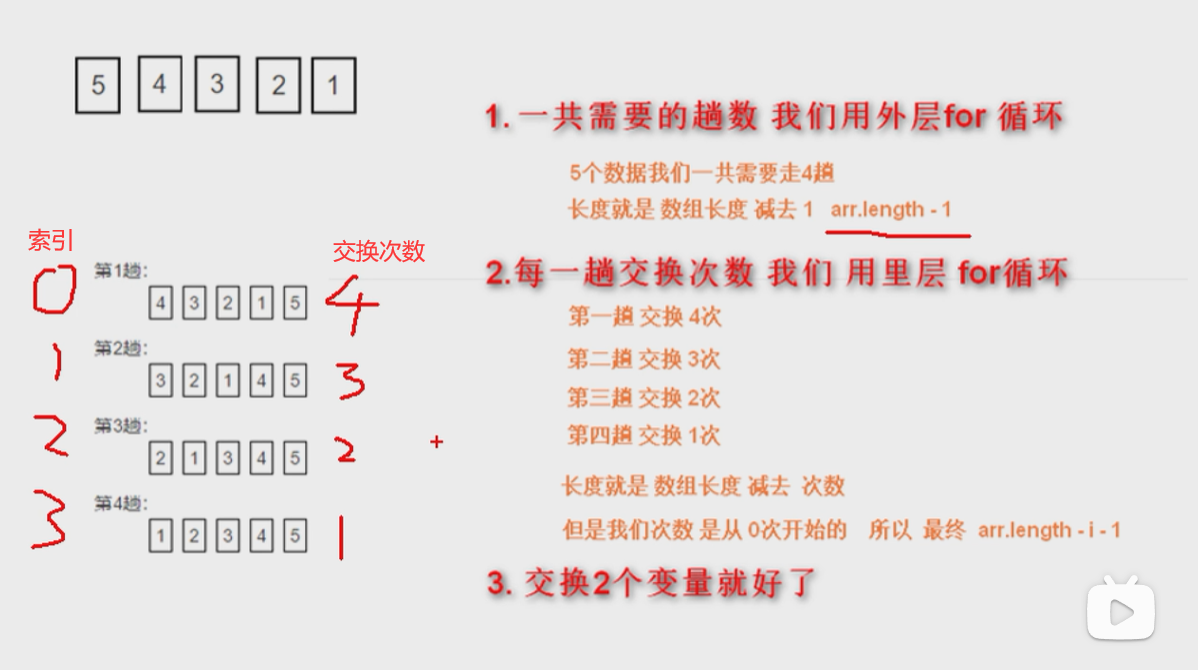 5 4 3 2 1
1. 一共需要的趟数 我们用外层for 循环
5个数据我们一共需要走4趟
长度就是 数组长度 减去 1 arr.length - 1
索引
交换次数
0
第1趟:
4 3 2 1 5
4
1
第2趟:
3 2 1 4 5
3
2
第3趟:
2 1 3 4 5
2
3
第4趟:
1 2 3 4 5
1
2.每一趟交换次数 我们 用里层 for循环
第一趟 交换 4次
第二趟 交换 3次
第三趟 交换 2次
第四趟 交换 1次
长度就是 数组长度 减去 次数
但是我们次数 是从 0次开始的 所以 最终 arr.length - i - 1
3. 交换2个变量就好了